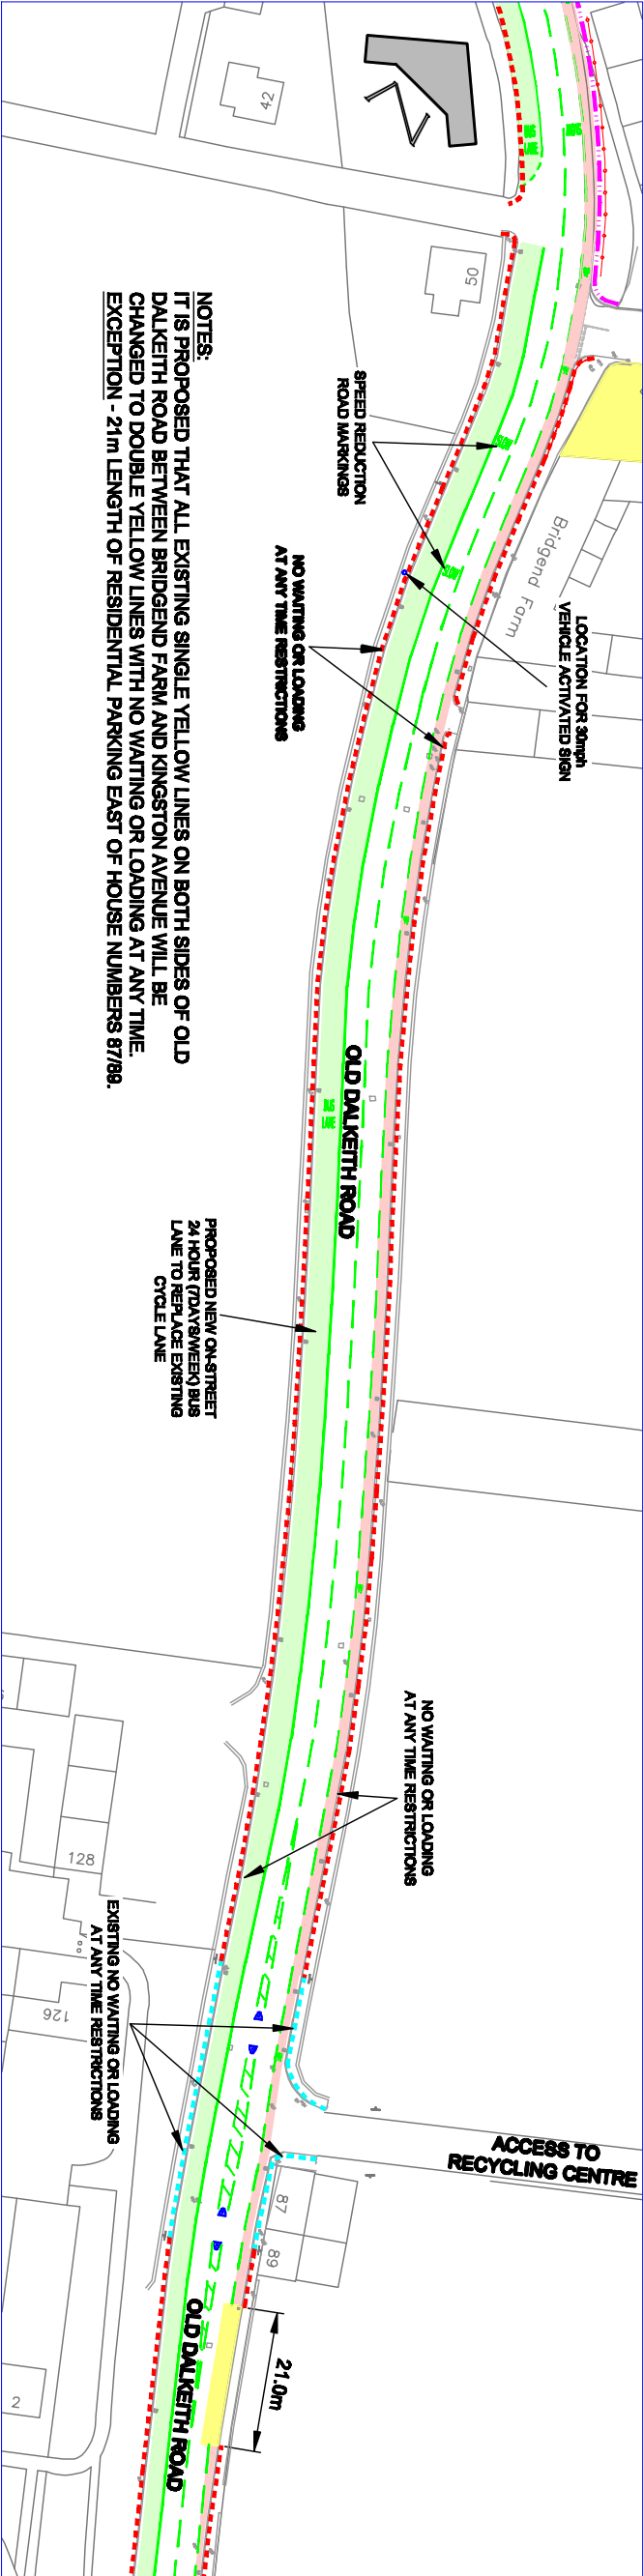 42
50
BUS
LANE
SLOW
SLOW
Bridgend Farm
SPEED REDUCTION
ROAD MARKINGS
LOCATION FOR 30mph
VEHICLE ACTIVATED SIGN
NO WAITING OR LOADING
AT ANY TIME RESTRICTIONS
NOTES:
IT IS PROPOSED THAT ALL EXISTING SINGLE YELLOW LINES ON BOTH SIDES OF OLD
DALKEITH ROAD BETWEEN BRIDGEND FARM AND KINGSTON AVENUE WILL BE
CHANGED TO DOUBLE YELLOW LINES WITH NO WAITING OR LOADING AT ANY TIME.
EXCEPTION - 21m LENGTH OF RESIDENTIAL PARKING EAST OF HOUSE NUMBERS 87/89.
OLD DALKEITH ROAD
BUS
LANE
PROPOSED NEW ON-STREET
24 HOUR (7DAYS/WEEK) BUS
LANE TO REPLACE EXISTING
CYCLE LANE
NO WAITING OR LOADING
AT ANY TIME RESTRICTIONS
128
126
EXISTING NO WAITING OR LOADING
AT ANY TIME RESTRICTIONS
ACCESS TO
RECYCLING CENTRE
87
89
21.0m
OLD DALKEITH ROAD
2